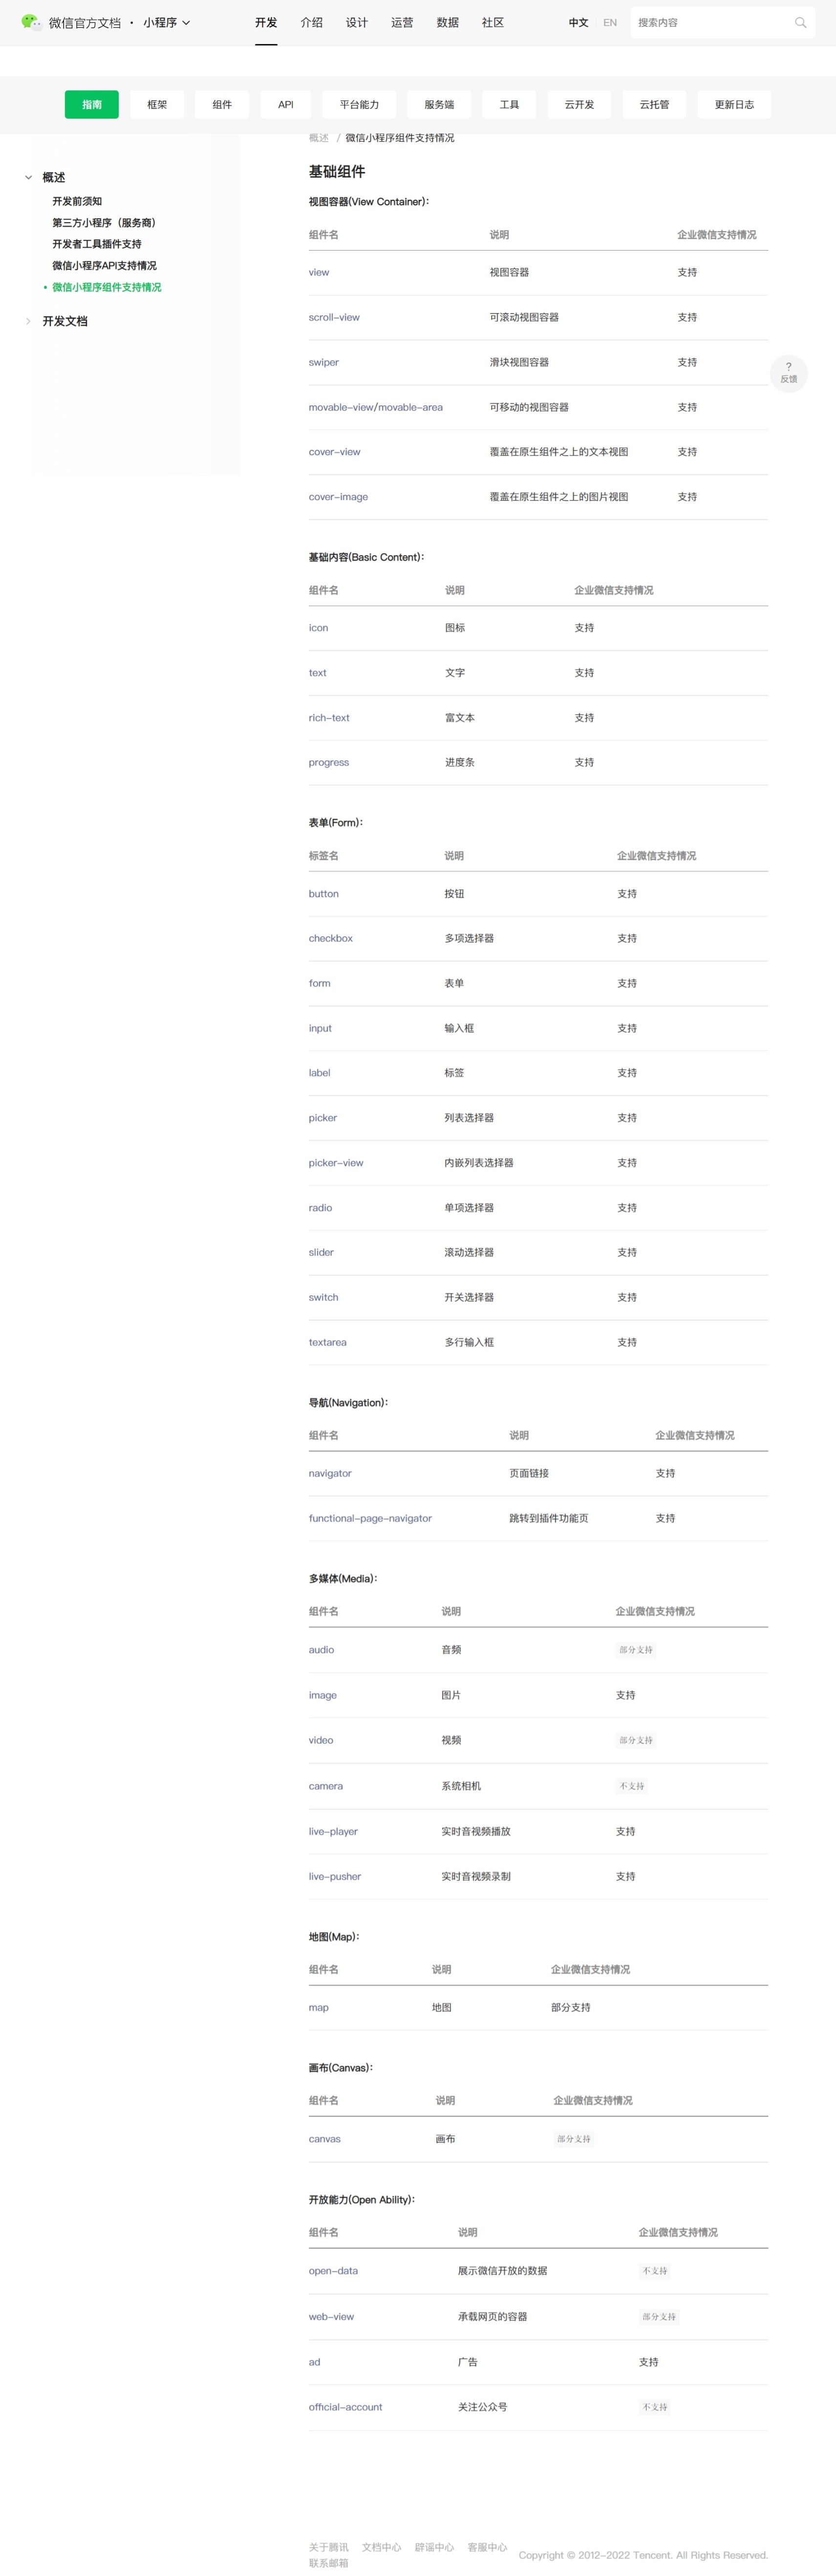 微信官方文档 · 小程序 开发 介绍 设计 运营 数据 社区 中文 EN 搜索内容
指南 框架 组件 API 平台能力 服务端 工具 云开发 云托管 更新日志
概述 / 微信小程序组件支持情况
概述
开发前须知
第三方小程序（服务商）
开发者工具插件支持
微信小程序API支持情况
微信小程序组件支持情况
开发文档
? 反馈
基础组件
视图容器(View Container)：
组件名 说明 企业微信支持情况
view 视图容器 支持
scroll-view 可滚动视图容器 支持
swiper 滑块视图容器 支持
movable-view/movable-area 可移动的视图容器 支持
cover-view 覆盖在原生组件之上的文本视图 支持
cover-image 覆盖在原生组件之上的图片视图 支持
基础内容(Basic Content)：
组件名 说明 企业微信支持情况
icon 图标 支持
text 文字 支持
rich-text 富文本 支持
progress 进度条 支持
表单(Form)：
标签名 说明 企业微信支持情况
button 按钮 支持
checkbox 多项选择器 支持
form 表单 支持
input 输入框 支持
label 标签 支持
picker 列表选择器 支持
picker-view 内嵌列表选择器 支持
radio 单项选择器 支持
slider 滚动选择器 支持
switch 开关选择器 支持
textarea 多行输入框 支持
导航(Navigation)：
组件名 说明 企业微信支持情况
navigator 页面链接 支持
functional-page-navigator 跳转到插件功能页 支持
多媒体(Media)：
组件名 说明 企业微信支持情况
audio 音频 部分支持
image 图片 支持
video 视频 部分支持
camera 系统相机 不支持
live-player 实时音视频播放 支持
live-pusher 实时音视频录制 支持
地图(Map)：
组件名 说明 企业微信支持情况
map 地图 部分支持
画布(Canvas)：
组件名 说明 企业微信支持情况
canvas 画布 部分支持
开放能力(Open Ability)：
组件名 说明 企业微信支持情况
open-data 展示微信开放的数据 不支持
web-view 承载网页的容器 部分支持
ad 广告 支持
official-account 关注公众号 不支持
关于腾讯 文档中心 辟谣中心 客服中心
联系邮箱
Copyright © 2012-2022 Tencent. All Rights Reserved.